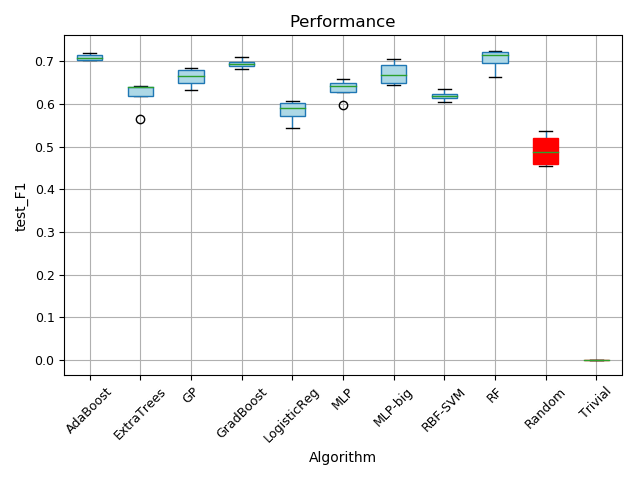 Performance
test_F1
0.7
0.6
0.5
0.4
0.3
0.2
0.1
0.0
AdaBoost
ExtraTrees
GP
GradBoost
LogisticReg
MLP
MLP-big
RBF-SVM
RF
Random
Trivial
Algorithm